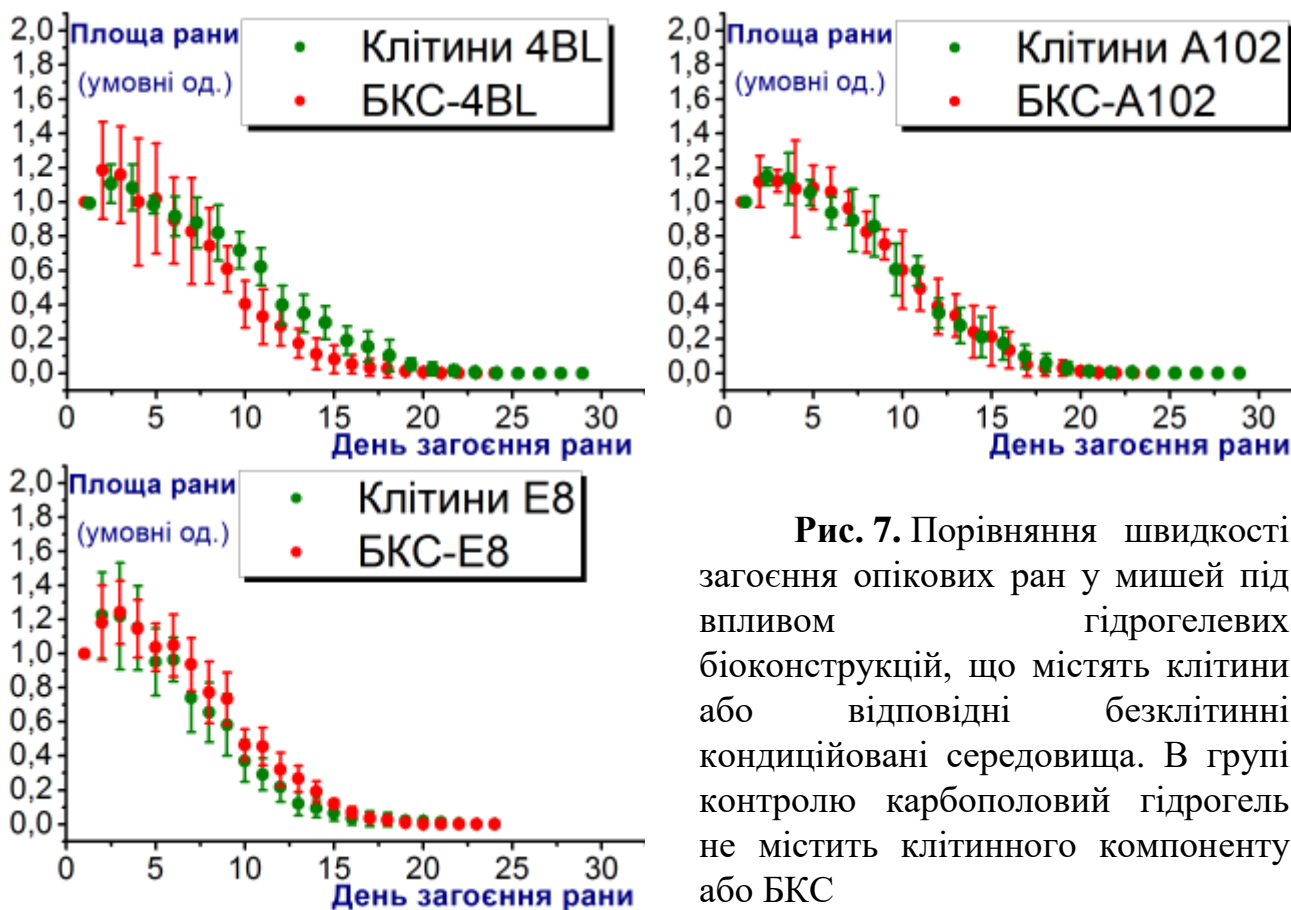 2,0
1,8
1,6
1,4
1,2
1,0
0,8
0,6
0,4
0,2
0,0
Площа рани
(умовні од.)
Клітини 4BL
БКС-4BL
0 5 10 15 20 25 30
День загоєння рани
2,0
1,8
1,6
1,4
1,2
1,0
0,8
0,6
0,4
0,2
0,0
Площа рани
(умовні од.)
Клітини А102
БКС-А102
0 5 10 15 20 25 30
День загоєння рани
2,0
1,8
1,6
1,4
1,2
1,0
0,8
0,6
0,4
0,2
0,0
Площа рани
(умовні од.)
Клітини Е8
БКС-Е8
0 5 10 15 20 25 30
День загоєння рани
Рис. 7. Порівняння швидкості
загоєння опікових ран у мишей під
впливом гідрогелевих
біоконструкцій, що містять клітини
або відповідні безклітинні
кондиційовані середовища. В групі
контролю карбополовий гідрогель
не містить клітинного компоненту
або БКС